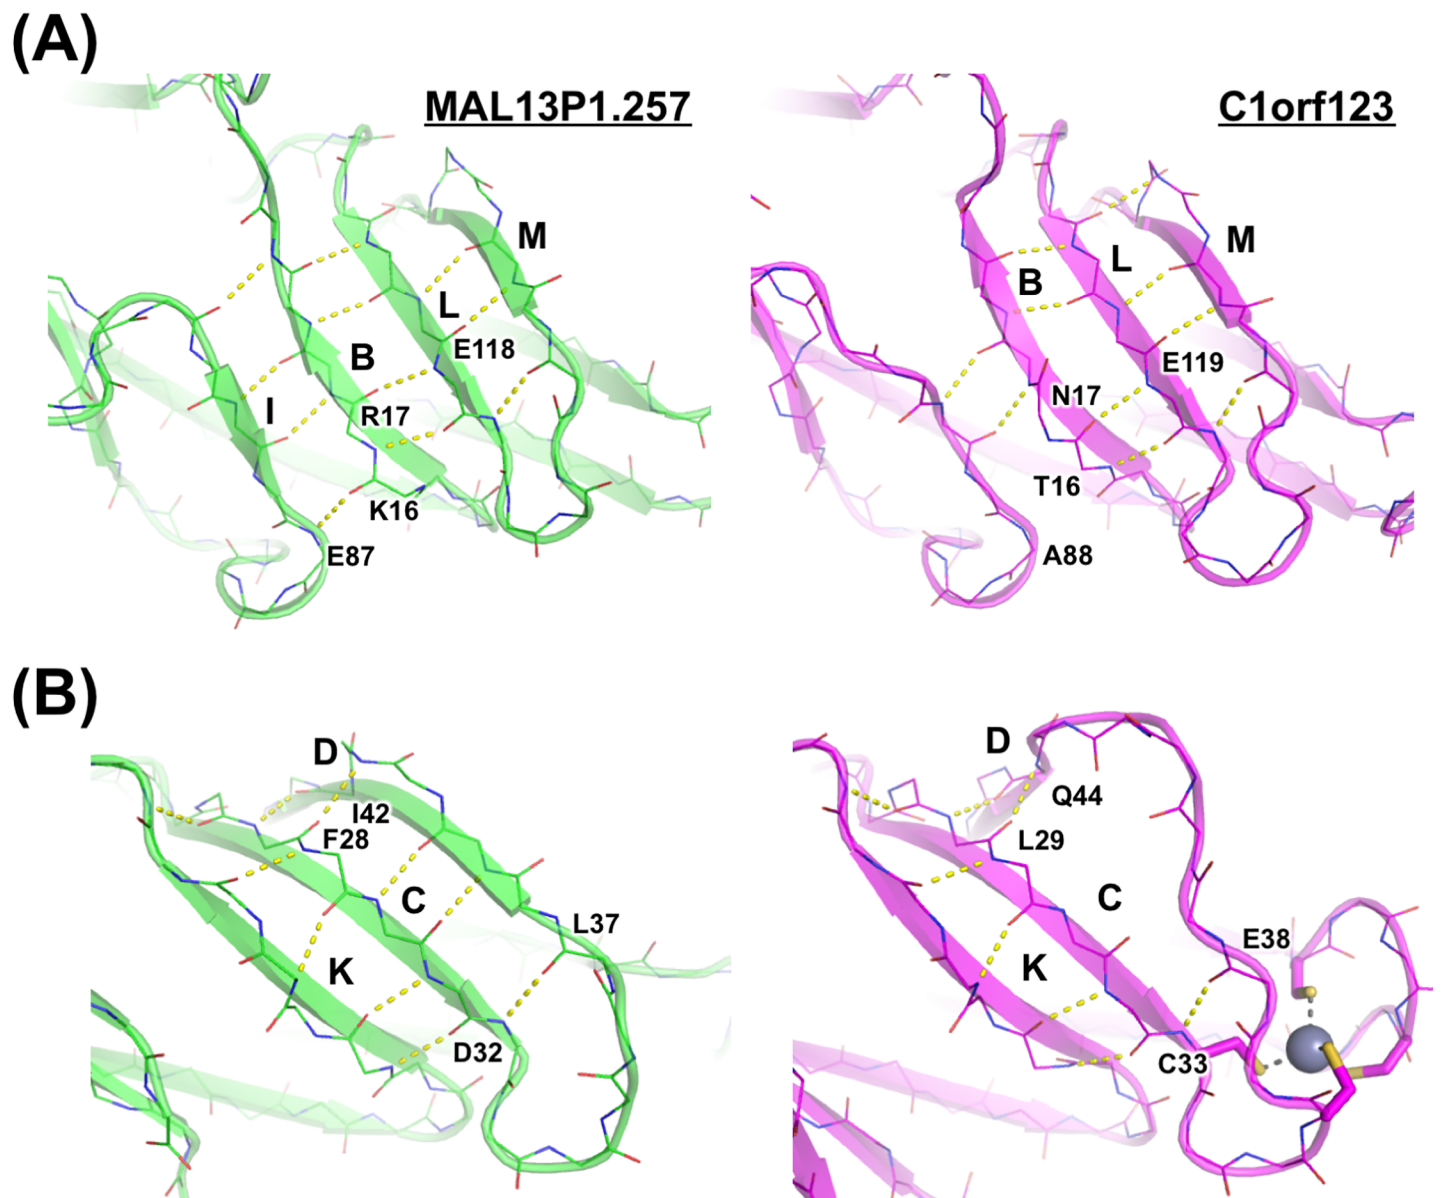 (A)
MAL13P1.257
C1orf123
M
L
B
I
E118
R17
K16
E87
M
L
B
E119
N17
T16
A88
(B)
D
I42
F28
C
L37
K
D32
D
Q44
L29
C
E38
K
C33